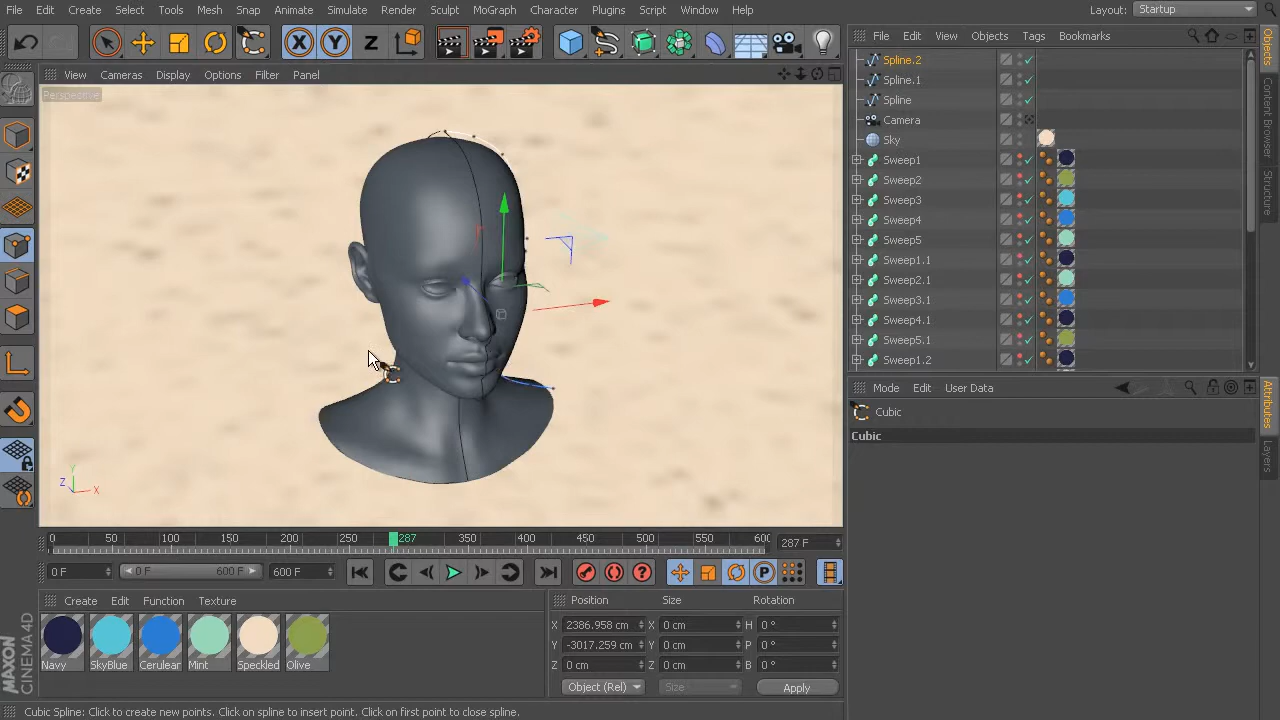 File Edit Create Select Tools Mesh Snap Animate Simulate Render Sculpt MoGraph Character Plugins Script Window Help Layout: Startup
X Y Z
File Edit View Objects Tags Bookmarks
View Cameras Display Options Filter Panel
Perspective
Spline.2
Spline.1
Spline
Camera
Sky
Sweep1
Sweep2
Sweep3
Sweep4
Sweep5
Sweep1.1
Sweep2.1
Sweep3.1
Sweep4.1
Sweep5.1
Sweep1.2
Objects
Content Browser
Structure
Mode Edit User Data
Cubic
Cubic
Attributes
Layers
Y
Z
X
0 50 100 150 200 250 287 350 400 450 500 550 600
287 F
0 F 0 F 600 F 600 F
P
Create Edit Function Texture
Navy SkyBlue Cerulean Mint Speckled Olive
Position Size Rotation
X 2386.958 cm X 0 cm H 0 °
Y -3017.259 cm Y 0 cm P 0 °
Z 0 cm Z 0 cm B 0 °
Object (Rel) Size Apply
MAXON
CINEMA 4D
Cubic Spline: Click to create new points. Click on spline to insert point. Click on first point to close spline.